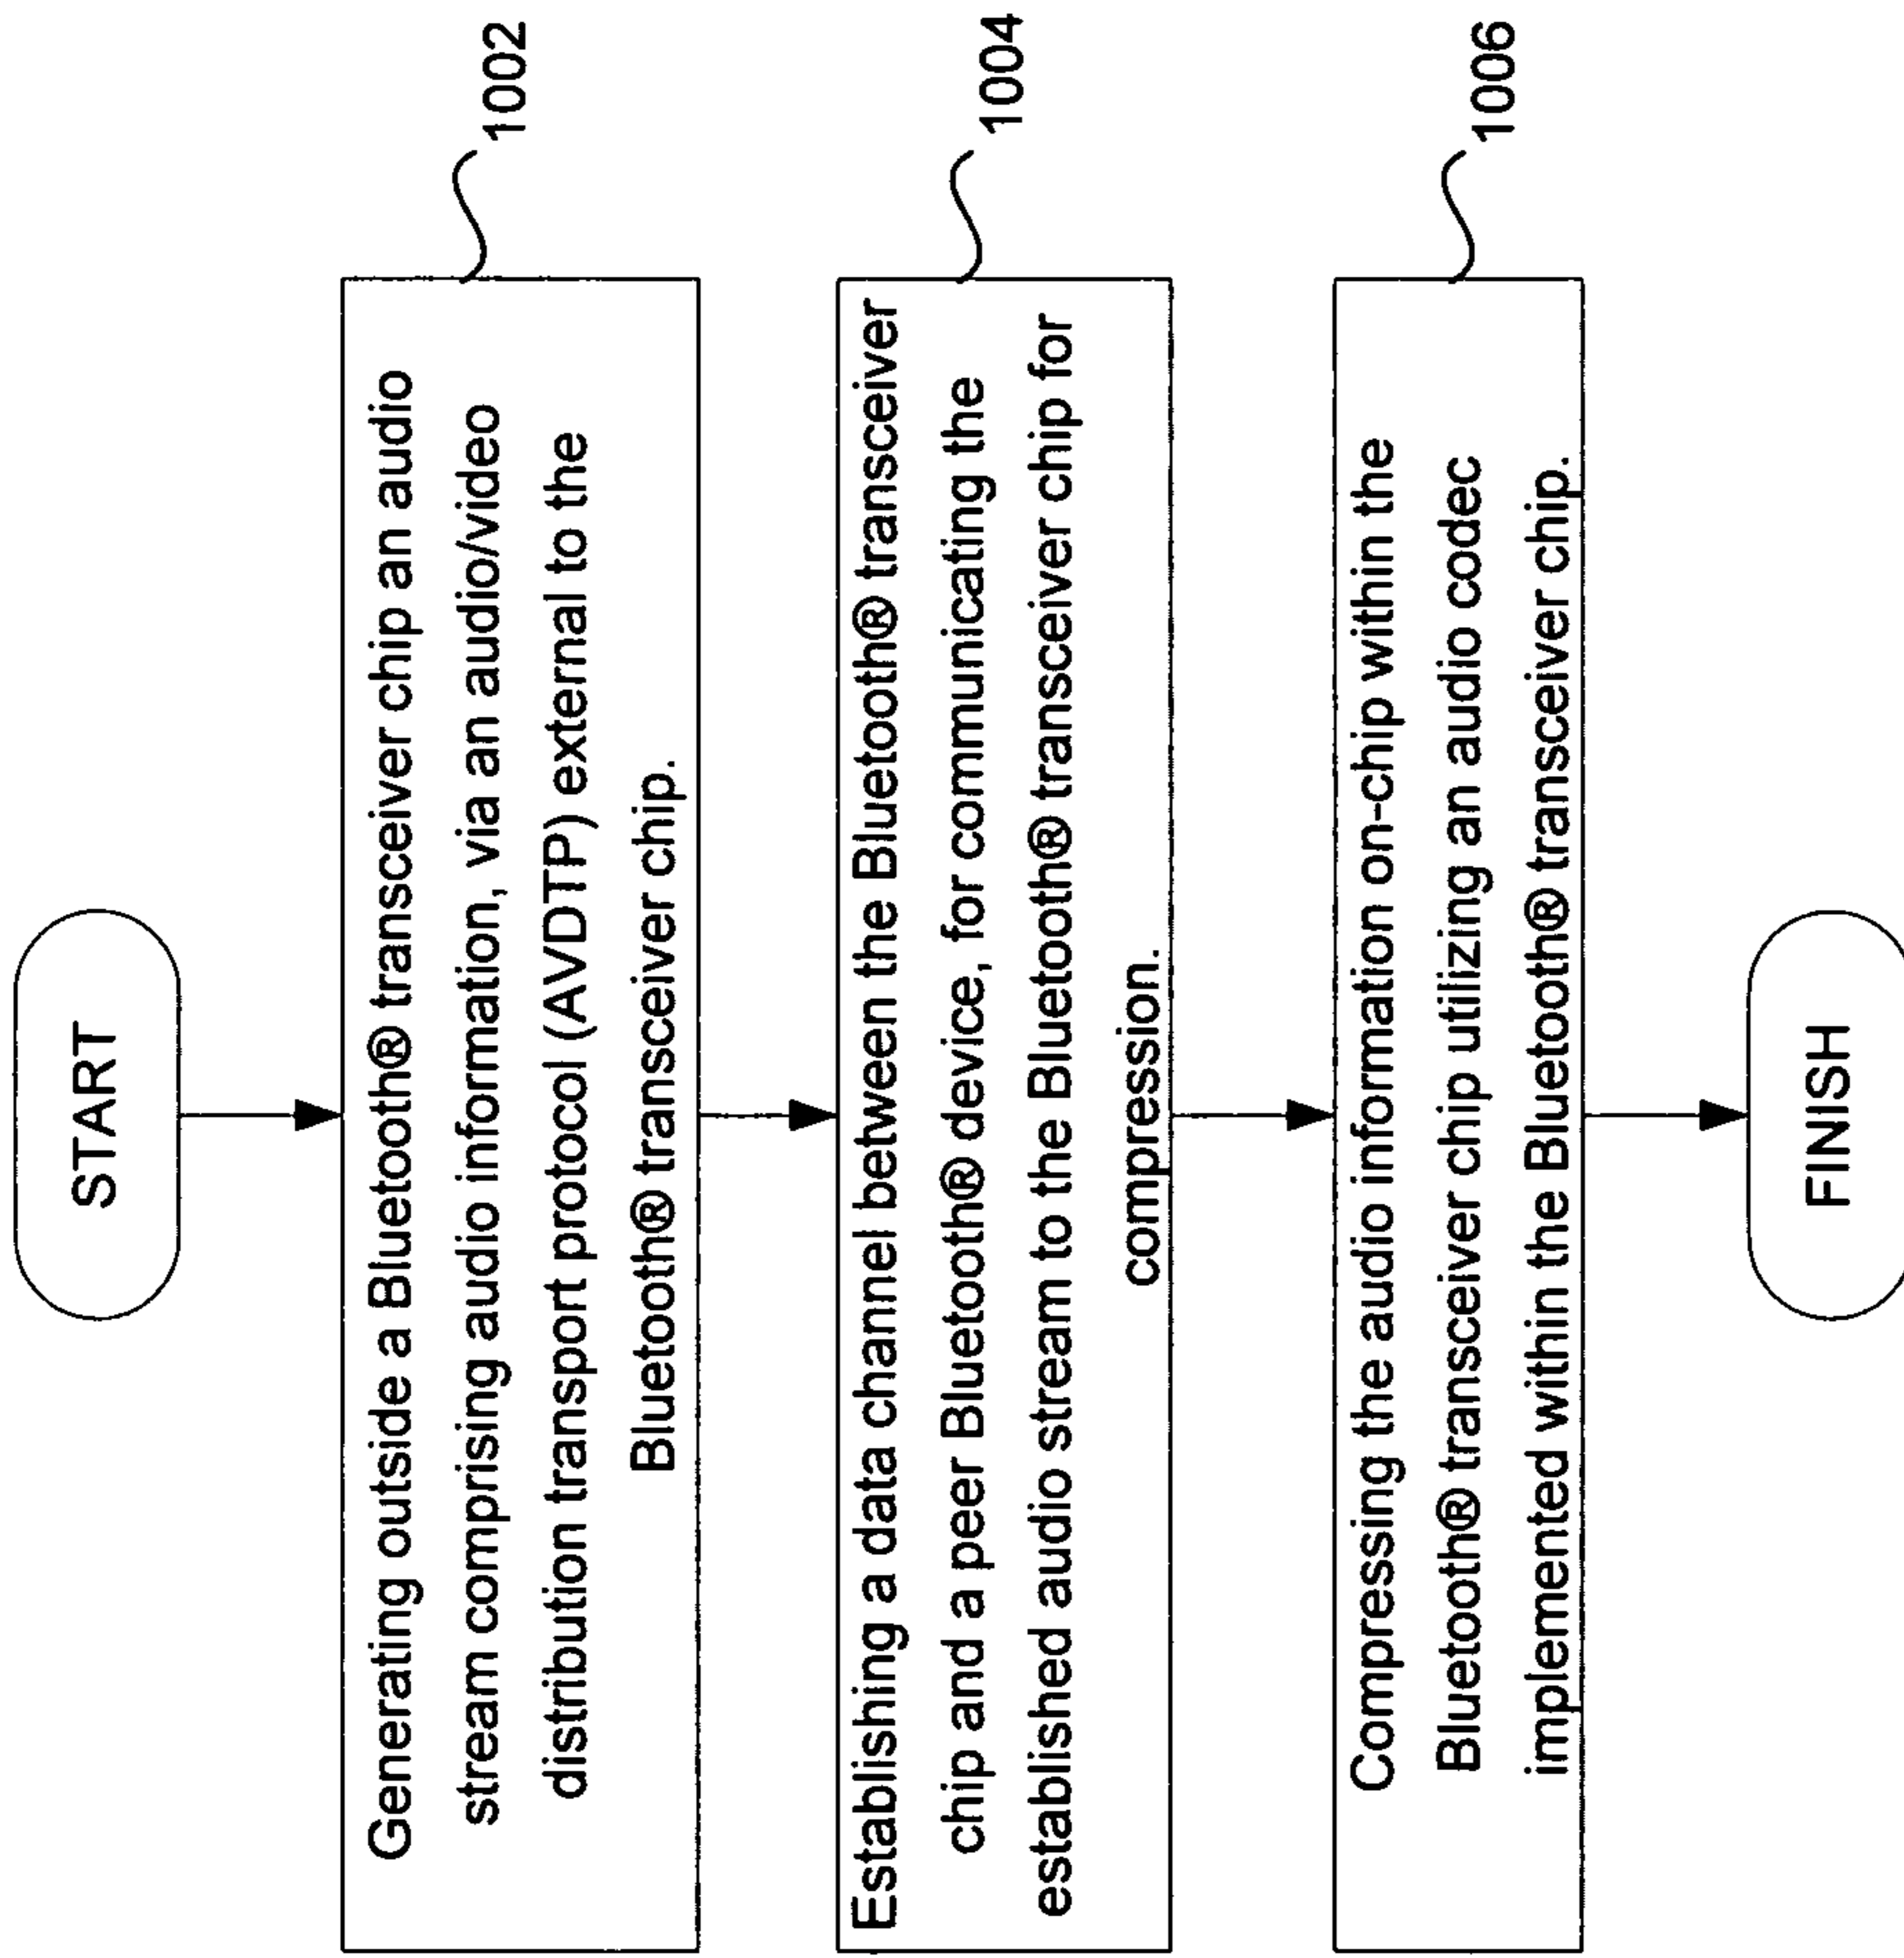 START
Generating outside a Bluetooth® transceiver chip an audio
stream comprising audio information, via an audio/video
distribution transport protocol (AVDTP) external to the
Bluetooth® transceiver chip.
1002
Establishing a data channel between the Bluetooth® transceiver
chip and a peer Bluetooth® device, for communicating the
established audio stream to the Bluetooth® transceiver chip for
compression.
1004
Compressing the audio information on-chip within the
Bluetooth® transceiver chip utilizing an audio codec
implemented within the Bluetooth® transceiver chip.
1006
FINISH